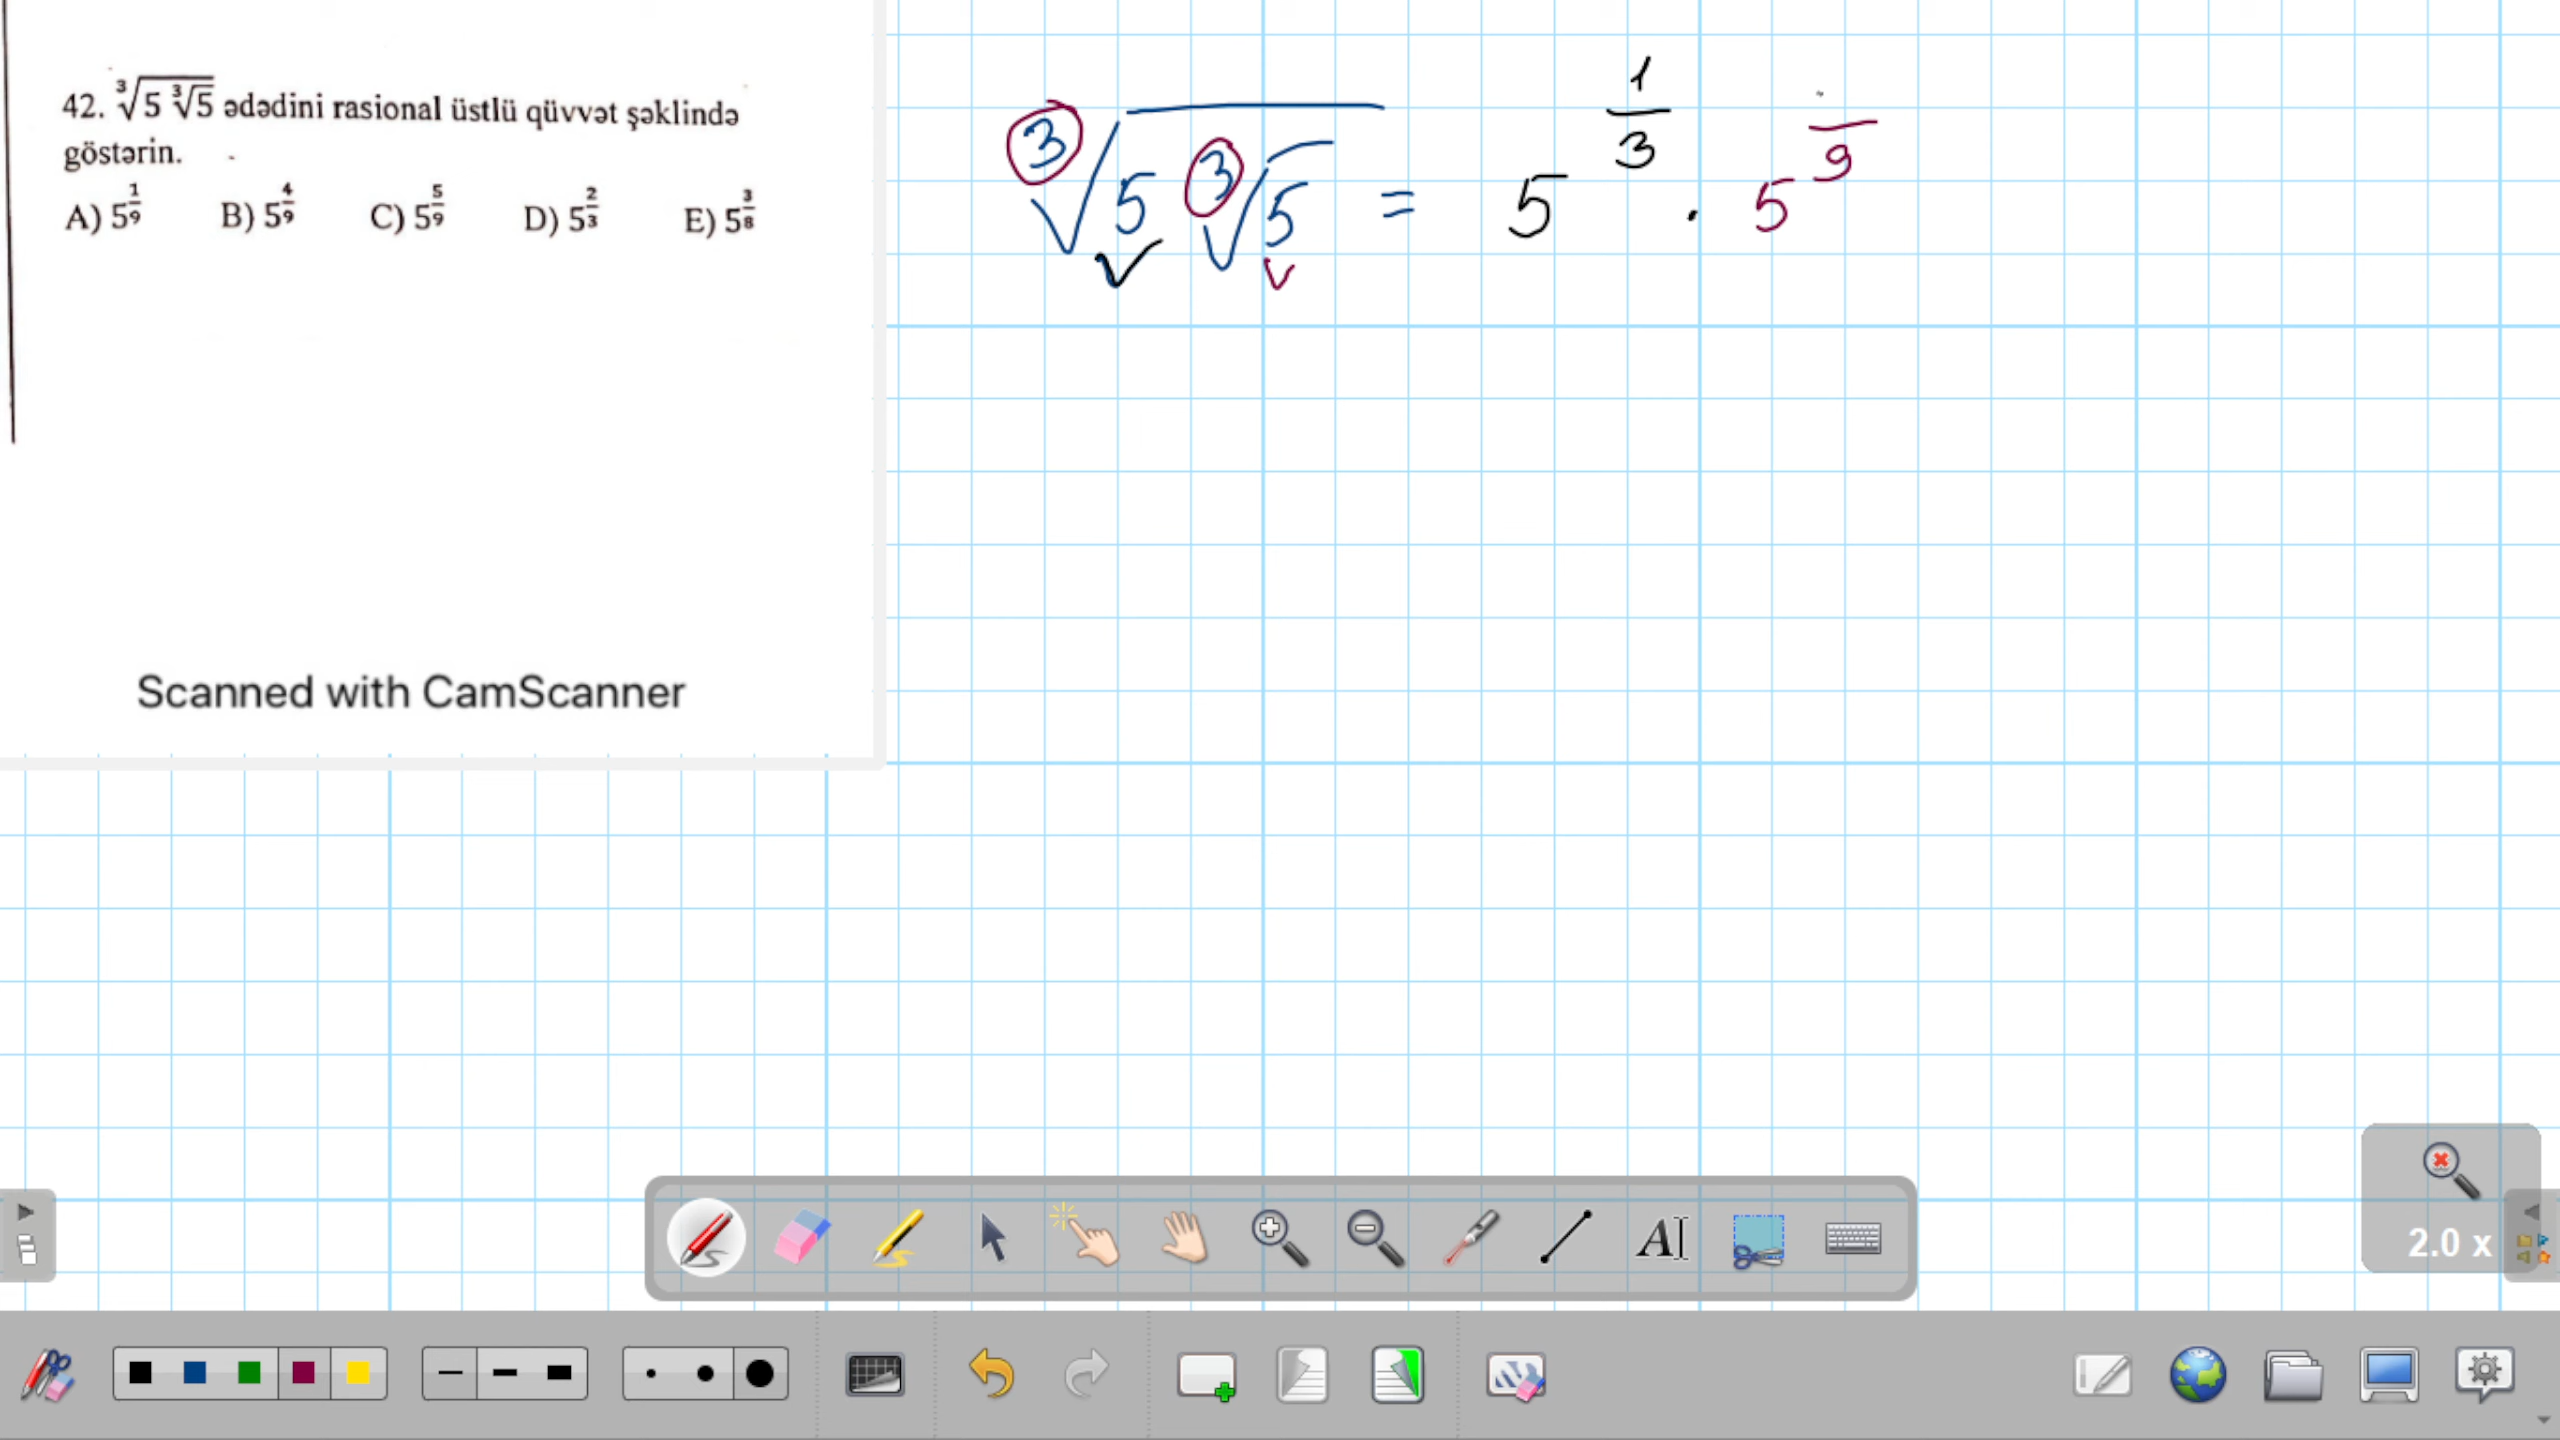 42. ∛(5 ∛5) ədədini rasional üstlü qüvvət şəklində
göstərin.
A) 5^(1/9) B) 5^(4/9) C) 5^(5/9) D) 5^(2/3) E) 5^(3/8)
∛(5 ∛5) = 5^(1/3) · 5^( /9)
Scanned with CamScanner
2.0 x